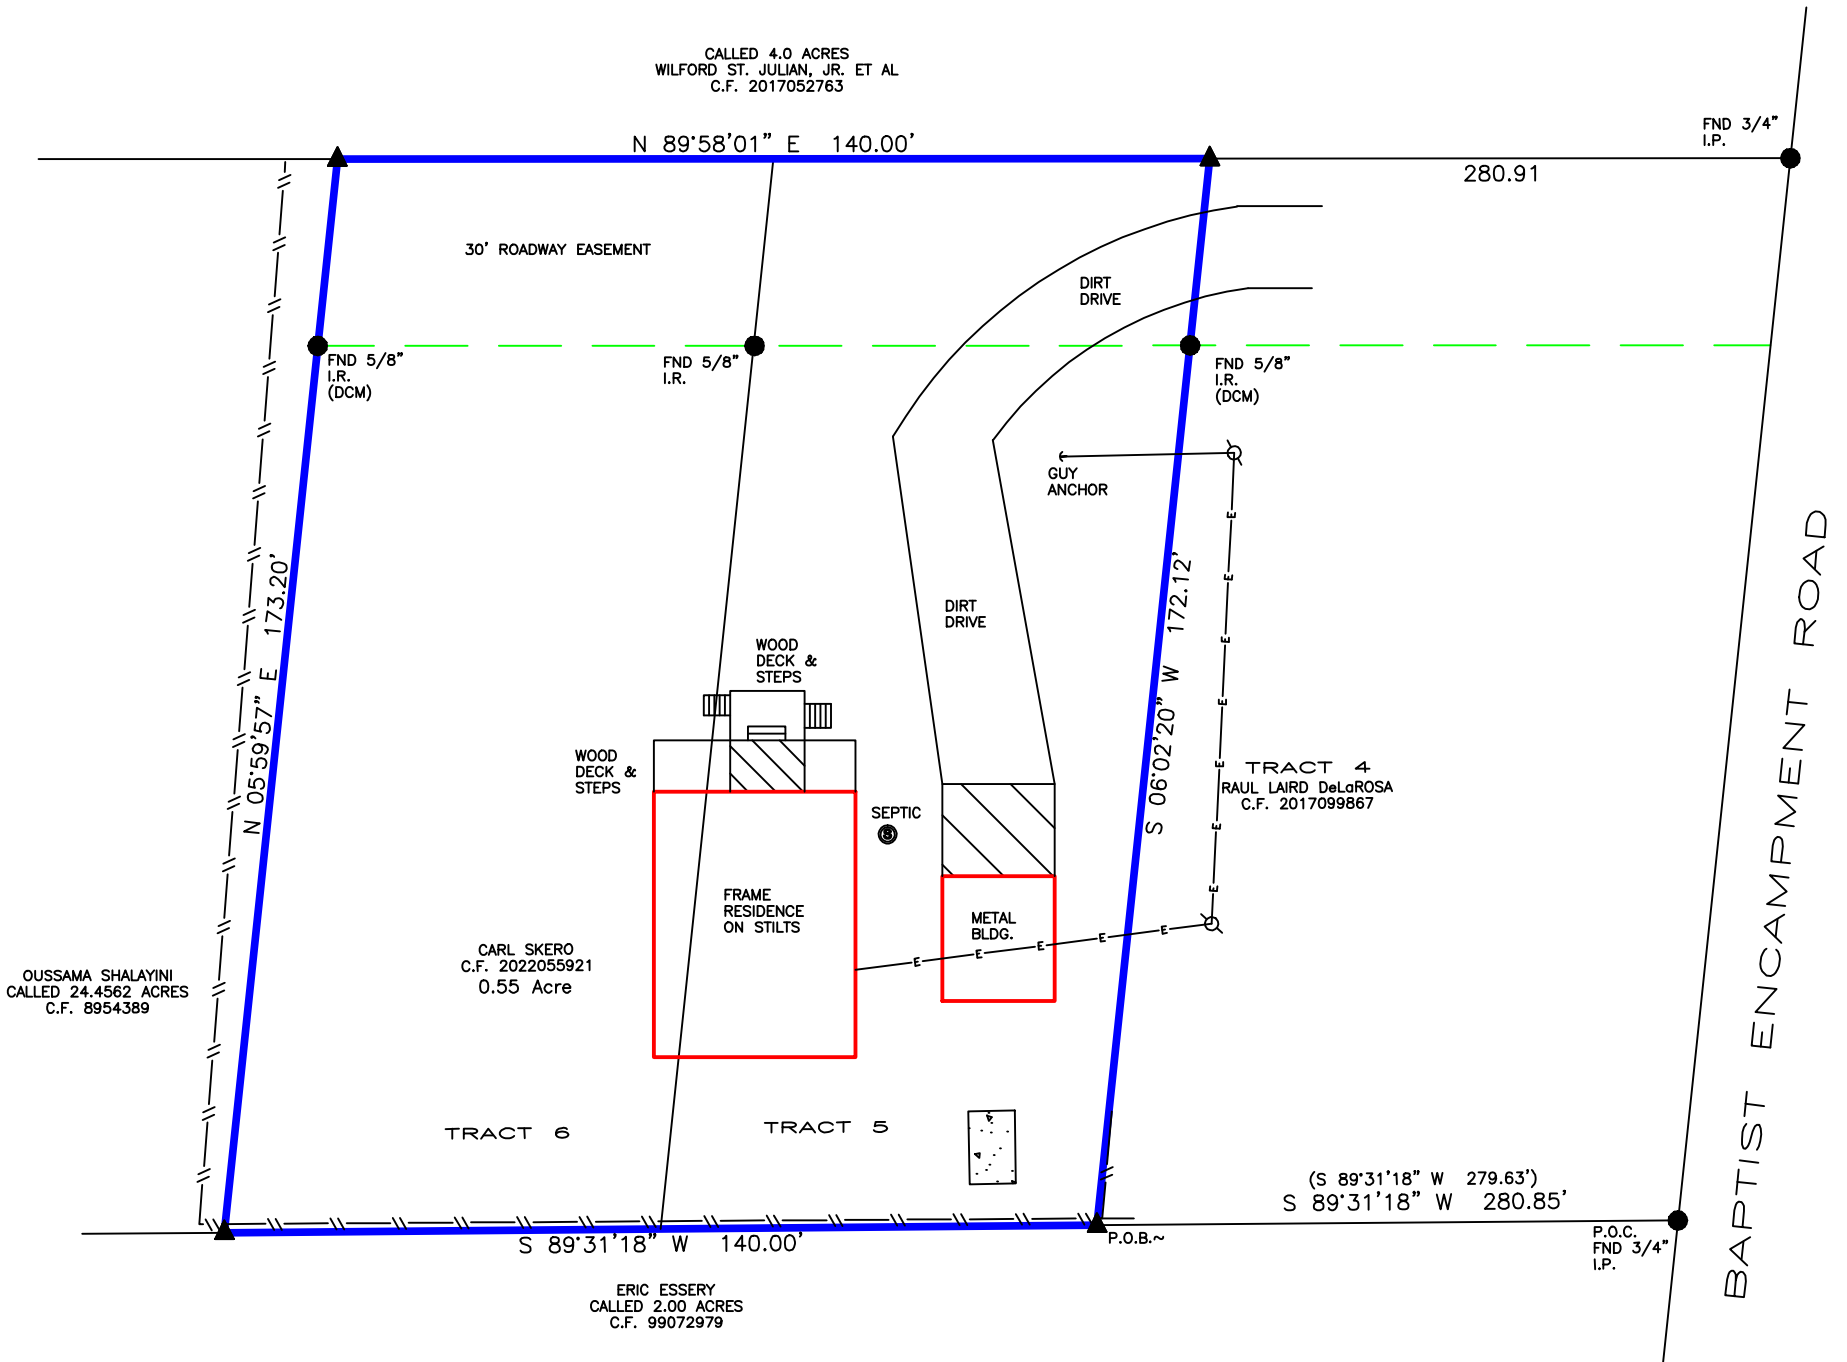 CALLED 4.0 ACRES
WILFORD ST. JULIAN, JR. ET AL
C.F. 2017052763
FND 3/4"
I.P.
N 89°58'01" E 140.00'
280.91
30' ROADWAY EASEMENT
DIRT
DRIVE
FND 5/8"
I.R.
(DCM)
FND 5/8"
I.R.
FND 5/8"
I.R.
(DCM)
GUY
ANCHOR
E
E
E
E
E
E
E
N 05°59'57" E 173.20'
S 06°02'20" W 172.12'
BAPTIST ENCAMPMENT ROAD
DIRT
DRIVE
WOOD
DECK &
STEPS
WOOD
DECK &
STEPS
TRACT 4
RAUL LAIRD DeLaROSA
C.F. 2017099867
SEPTIC
S
FRAME
RESIDENCE
ON STILTS
METAL
BLDG.
E
E
E
E
E
CARL SKERO
C.F. 2022055921
0.55 Acre
OUSSAMA SHALAYINI
CALLED 24.4562 ACRES
C.F. 8954389
TRACT 6
TRACT 5
(S 89°31'18" W 279.63')
S 89°31'18" W 280.85'
S 89°31'18" W 140.00'
P.O.B.~
P.O.C.
FND 3/4"
I.P.
ERIC ESSERY
CALLED 2.00 ACRES
C.F. 99072979